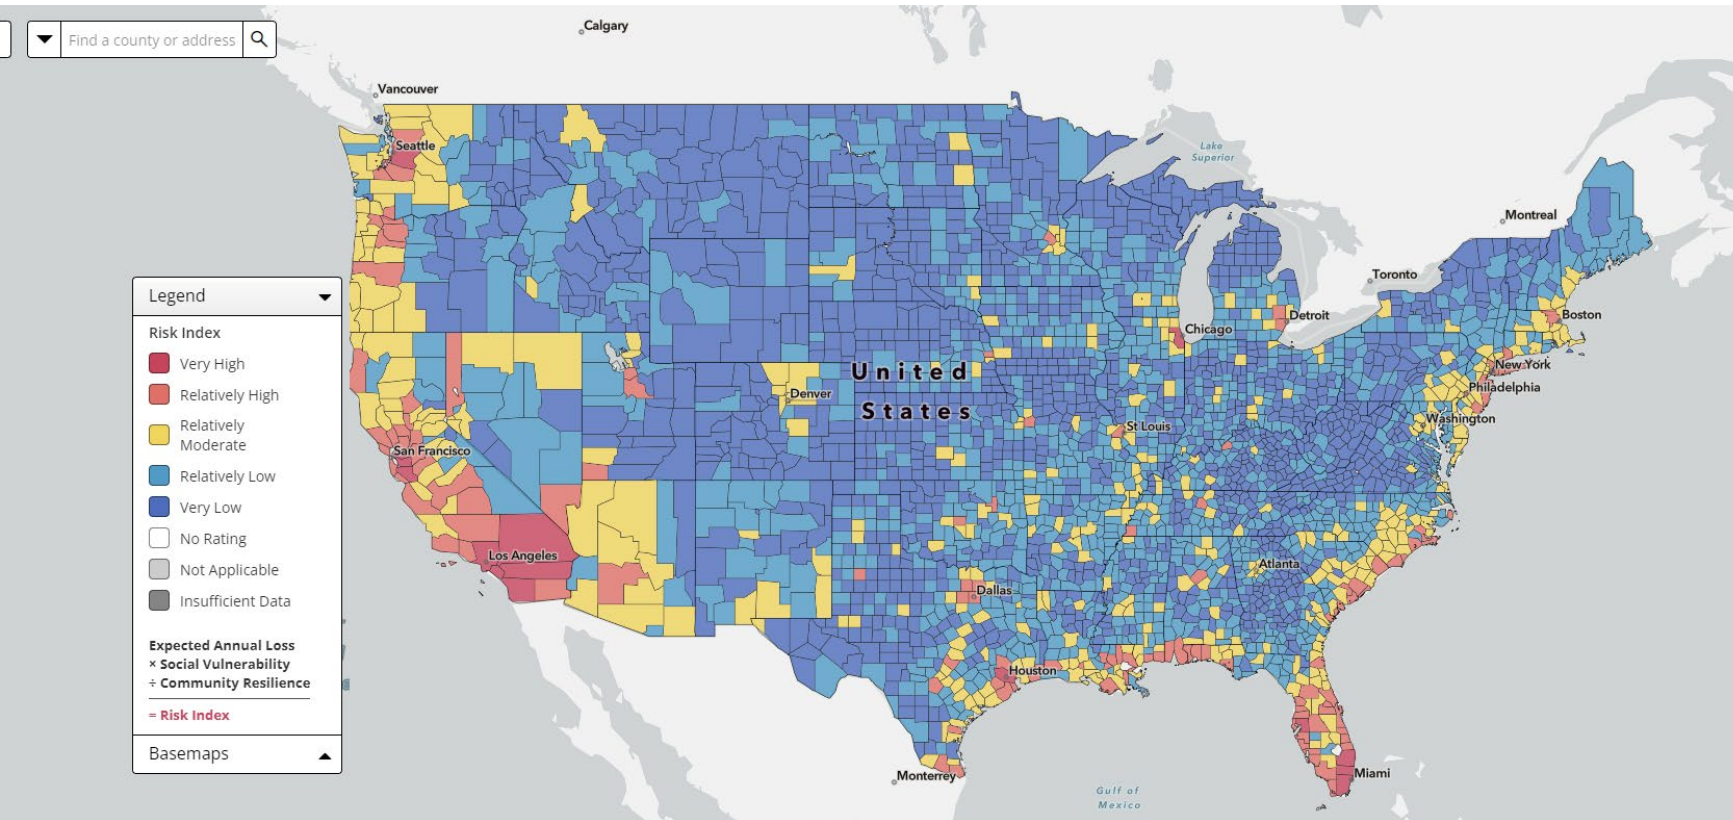 Find a county or address
Calgary
Vancouver
Seattle
Lake
Superior
Montreal
Toronto
Legend
Detroit
Boston
Chicago
Risk Index
Very High
Relatively High
Relatively
Moderate
Relatively Low
Very Low
No Rating
Not Applicable
Insufficient Data
United
States
Denver
New York
Philadelphia
St Louis
Washington
San Francisco
Los Angeles
Atlanta
Dallas
Expected Annual Loss
× Social Vulnerability
÷ Community Resilience
= Risk Index
Houston
Basemaps
Monterrey
Miami
Gulf of
Mexico